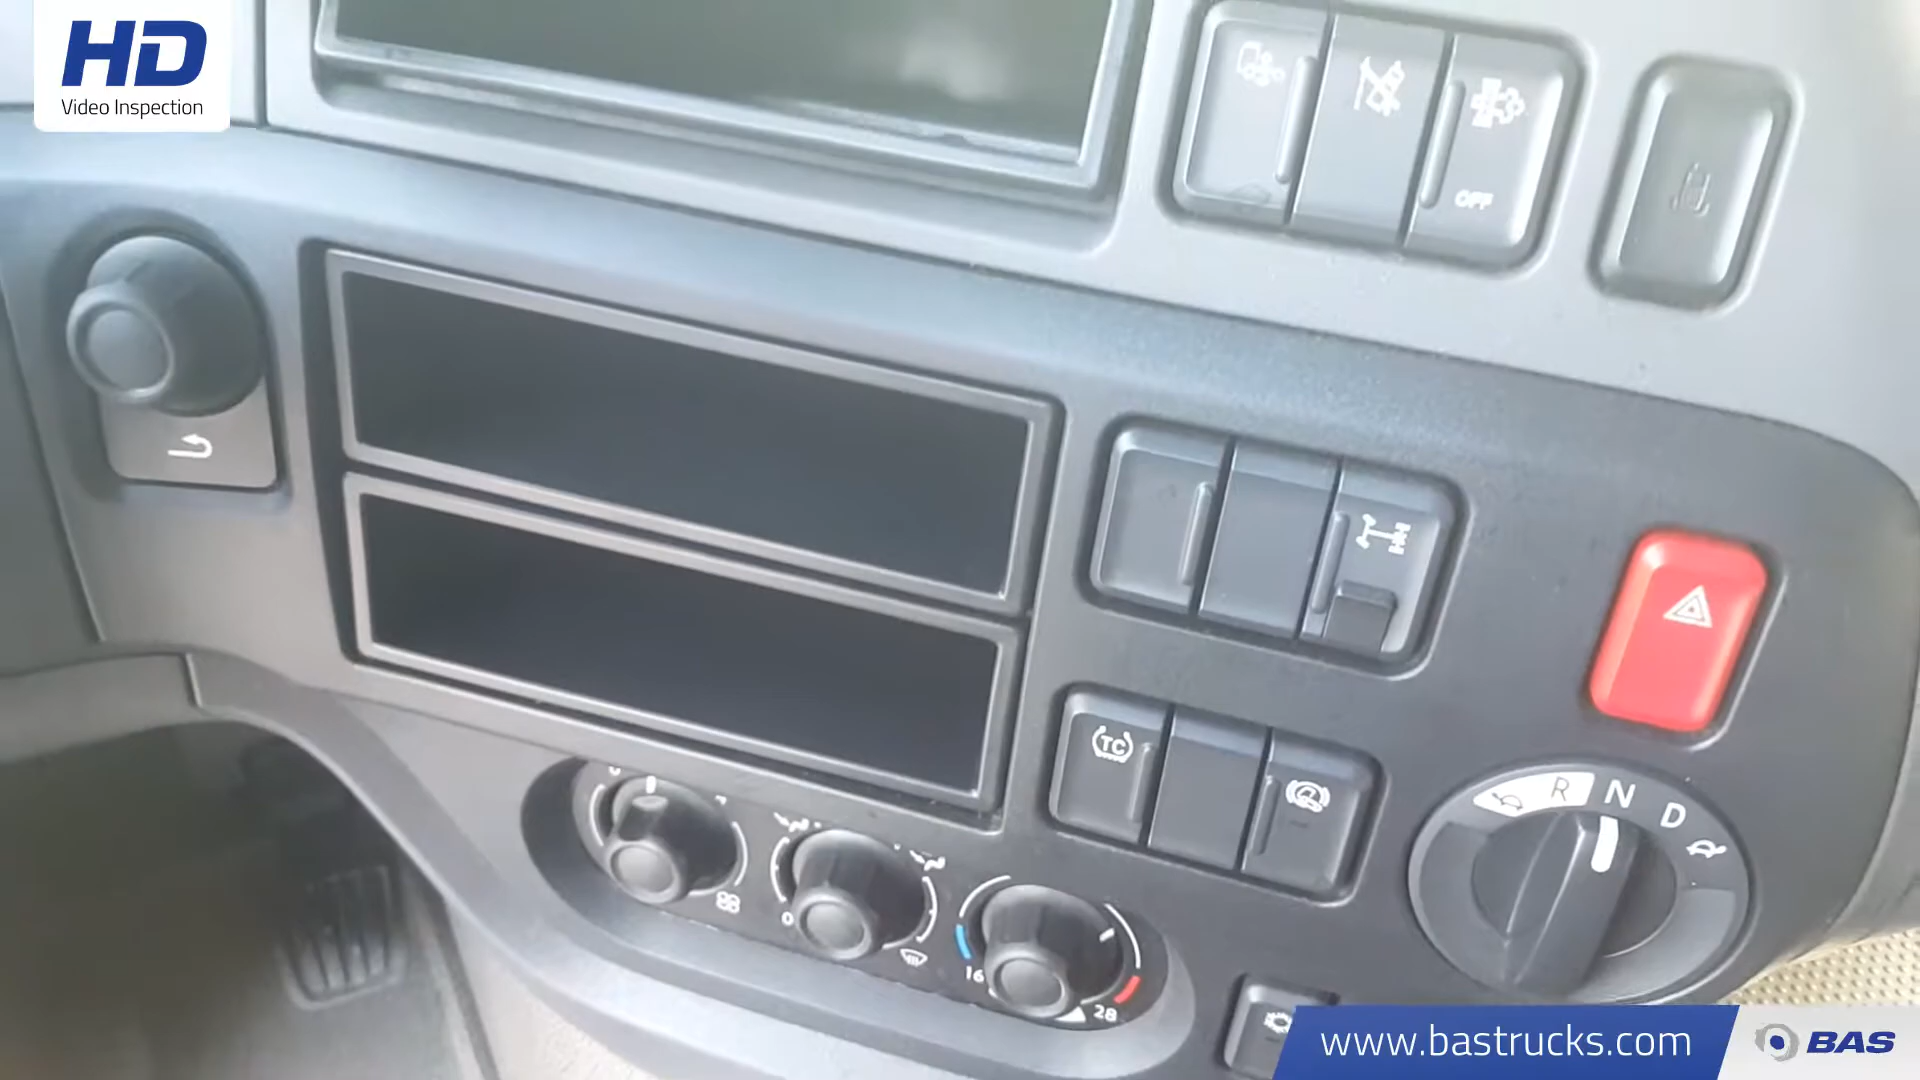 HD
Video Inspection
OFF
TC
R N D
0
16
28
www.bastrucks.com
BAS